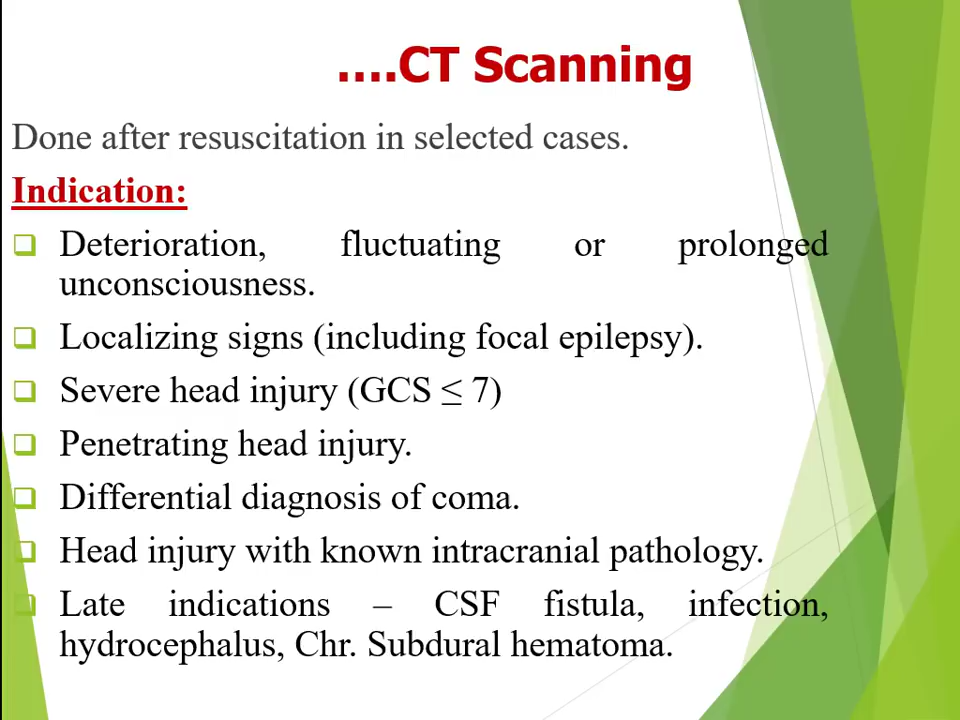 ....CT Scanning
Done after resuscitation in selected cases.
Indication:
❑ Deterioration, fluctuating or prolonged
unconsciousness.
❑ Localizing signs (including focal epilepsy).
❑ Severe head injury (GCS ≤ 7)
❑ Penetrating head injury.
❑ Differential diagnosis of coma.
❑ Head injury with known intracranial pathology.
❑ Late indications – CSF fistula, infection,
hydrocephalus, Chr. Subdural hematoma.